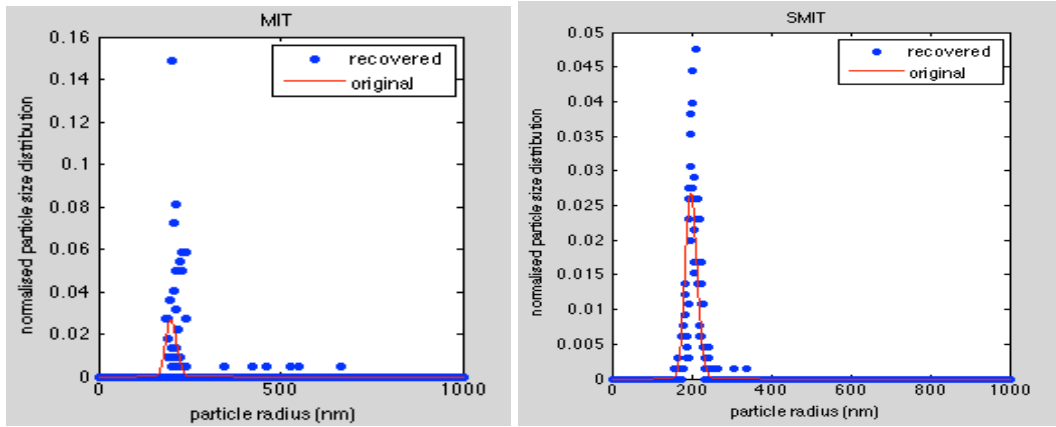 MIT
0.16
0.14
0.12
0.1
0.08
0.06
0.04
0.02
0
normalised particle size distribution
recovered
original
0 500 1000
particle radius (nm)
SMIT
0.05
0.045
0.04
0.035
0.03
0.025
0.02
0.015
0.01
0.005
0
normalised particle size distribution
recovered
original
0 200 400 600 800 1000
particle radius (nm)